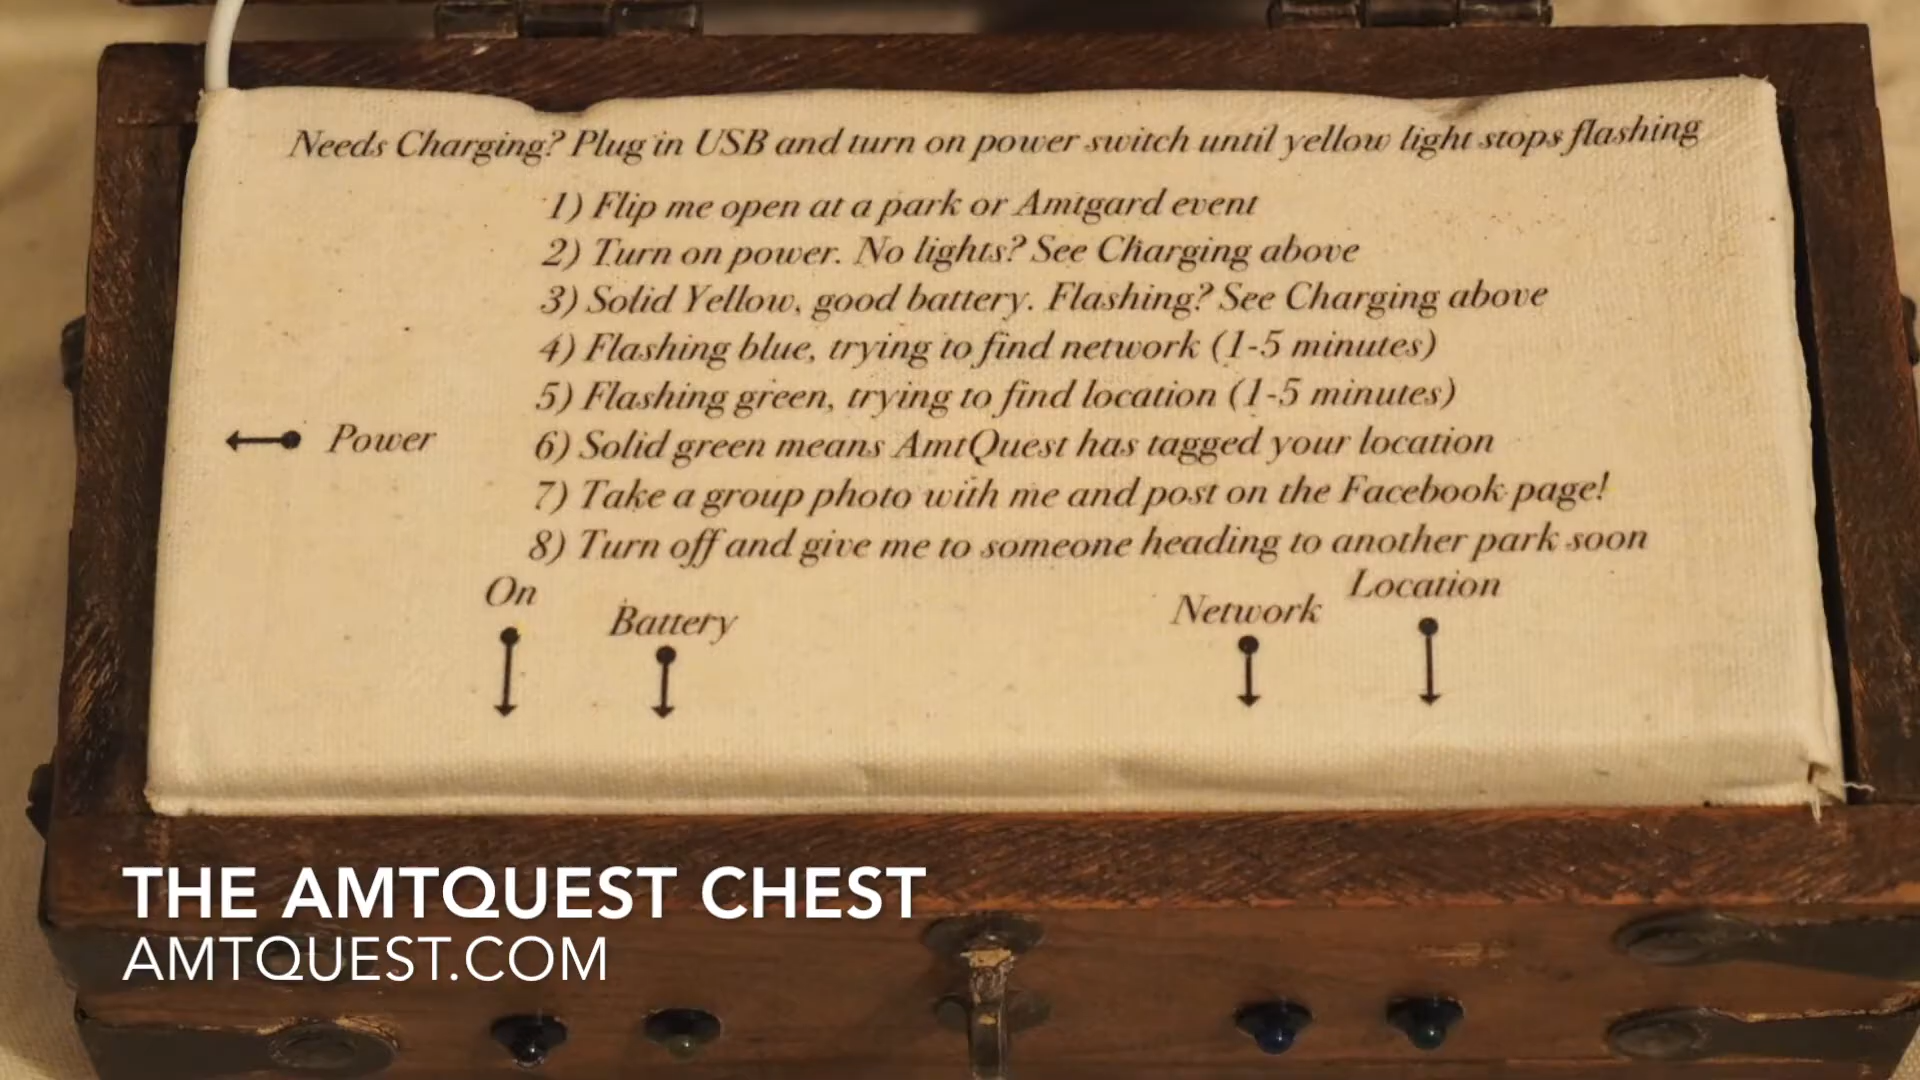 Needs Charging? Plug in USB and turn on power switch until yellow light stops flashing
1) Flip me open at a park or Amtgard event
2) Turn on power. No lights? See Charging above
3) Solid Yellow, good battery. Flashing? See Charging above
4) Flashing blue, trying to find network (1-5 minutes)
5) Flashing green, trying to find location (1-5 minutes)
6) Solid green means AmtQuest has tagged your location
7) Take a group photo with me and post on the Facebook page!
8) Turn off and give me to someone heading to another park soon
Power
On
Battery
Network
Location
THE AMTQUEST CHEST
AMTQUEST.COM